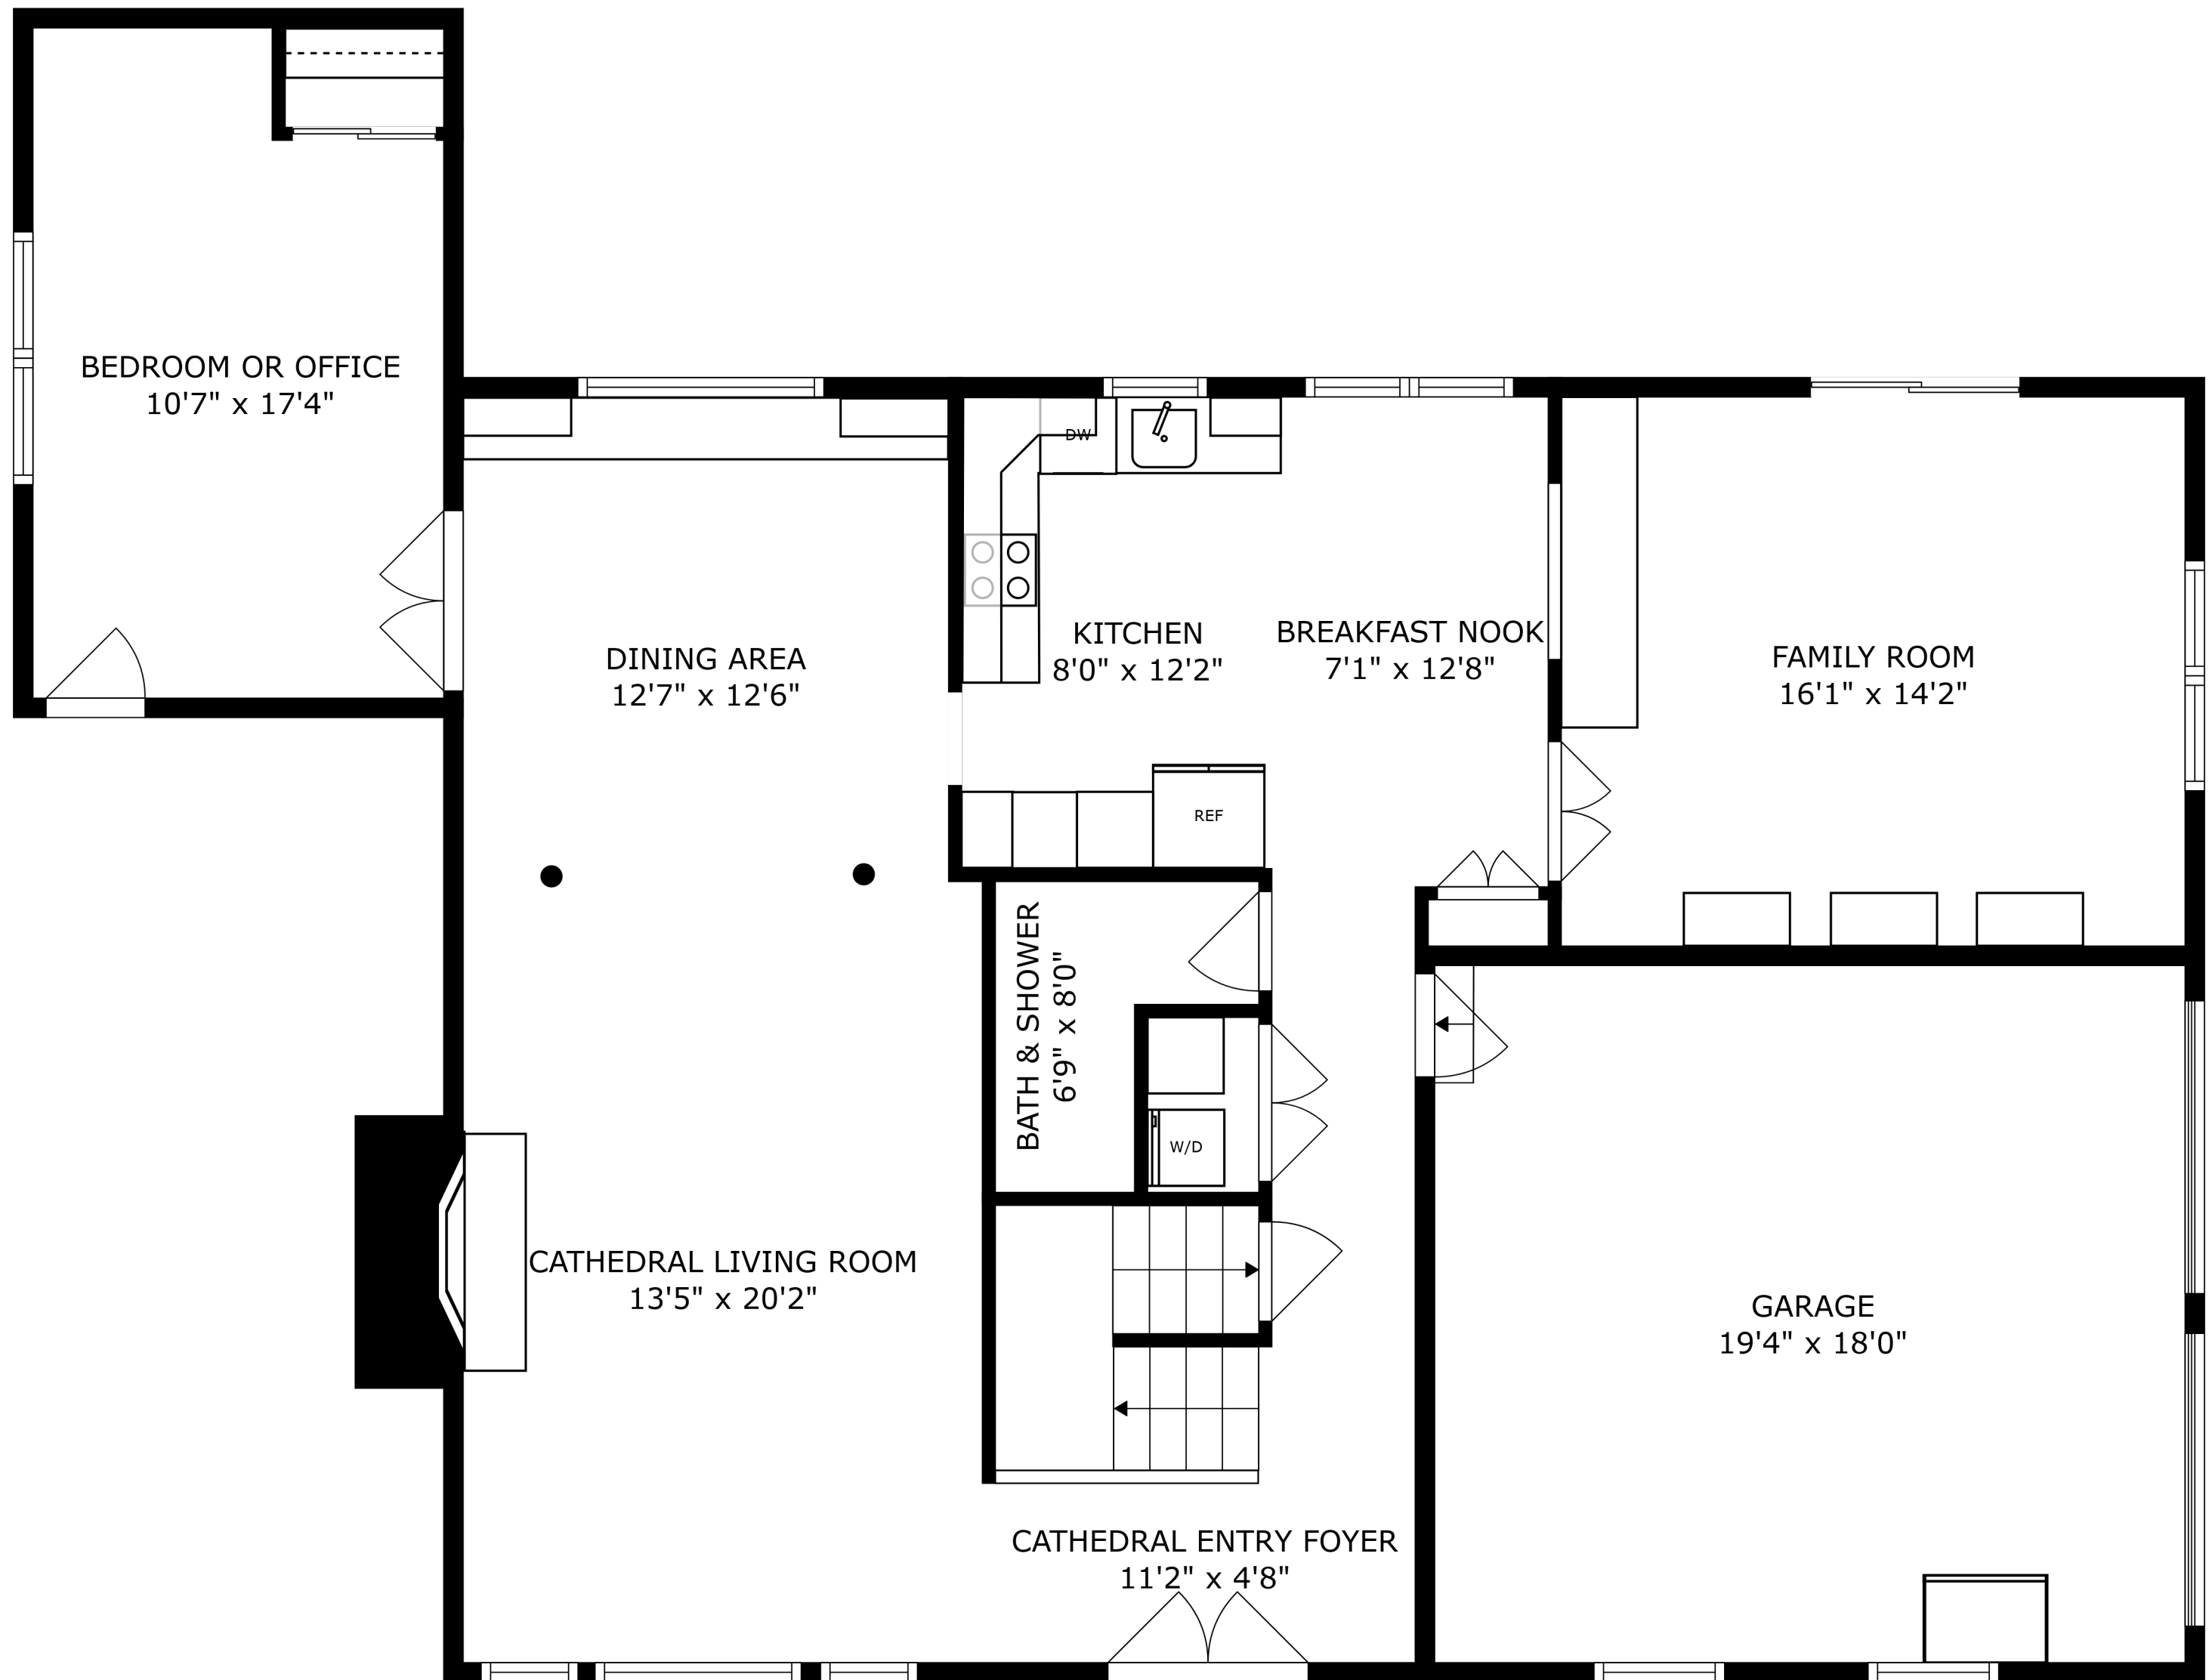 BEDROOM OR OFFICE
10'7" x 17'4"
DW
DINING AREA
12'7" x 12'6"
KITCHEN
8'0" x 12'2"
BREAKFAST NOOK
7'1" x 12'8"
FAMILY ROOM
16'1" x 14'2"
REF
BATH & SHOWER
6'9" x 8'0"
W/D
CATHEDRAL LIVING ROOM
13'5" x 20'2"
GARAGE
19'4" x 18'0"
CATHEDRAL ENTRY FOYER
11'2" x 4'8"